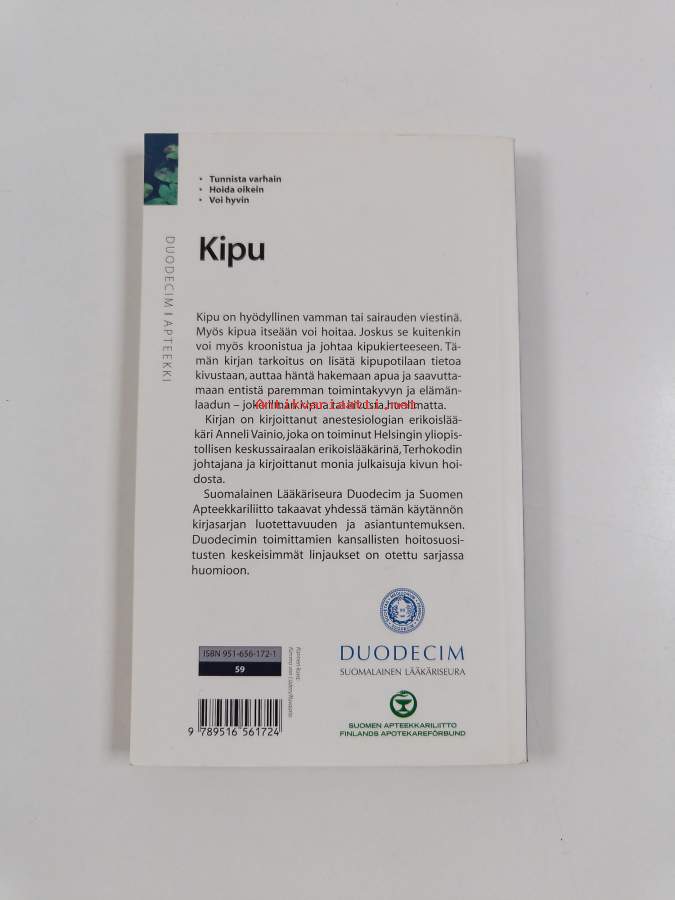 • Tunnista varhain
• Hoida oikein
• Voi hyvin
Kipu
DUODECIM I APTEEKKI
Kipu on hyödyllinen vamman tai sairauden viestinä.
Myös kipua itseään voi hoitaa. Joskus se kuitenkin
voi myös kroonistua ja johtaa kipukierteeseen. Tä-
män kirjan tarkoitus on lisätä kipupotilaan tietoa
kivustaan, auttaa häntä hakemaan apua ja saavutta-
maan entistä paremman toimintakyvyn ja elämän-
laadun – joko ilman kipua tai kivusta huolimatta.
Kirjan on kirjoittanut anestesiologian erikoislää-
käri Anneli Vainio, joka on toiminut Helsingin yliopis-
tollisen keskussairaalan erikoislääkärinä, Terhokodin
johtajana ja kirjoittanut monia julkaisuja kivun hoi-
dosta.
Suomalainen Lääkäriseura Duodecim ja Suomen
Apteekkariliitto takaavat yhdessä tämän käytännön
kirjasarjan luotettavuuden ja asiantuntemuksen.
Duodecimin toimittamien kansallisten hoitosuosi-
tusten keskeisimmät linjaukset on otettu sarjassa
huomioon.
ISBN 951-656-172-1
59
9 789516 561724
DUODECIM
SUOMALAINEN LÄÄKÄRISEURA
SUOMEN APTEEKKARILIITTO
FINLANDS APOTEKAREFÖRBUND